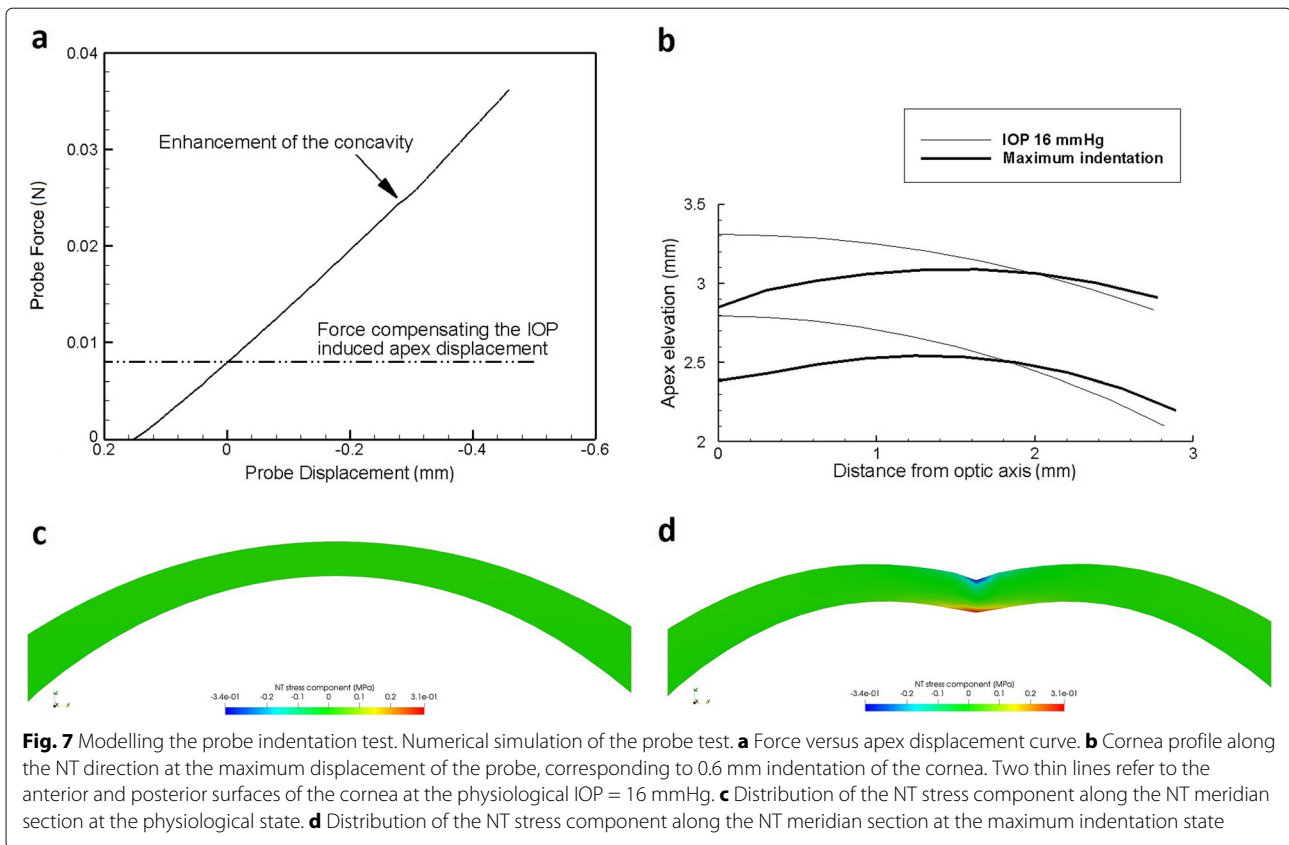 a
0.04
0.03
0.02
0.01
0
Probe Force (N)
Enhancement of the concavity
Force compensating the IOP
induced apex displacement
0.2
0
-0.2
-0.4
-0.6
Probe Displacement (mm)
b
IOP 16 mmHg
Maximum indentation
3.5
3
2.5
2
Apex elevation (mm)
0
1
2
3
Distance from optic axis (mm)
c
NT stress component (MPa)
-3.4e-01 -0.2 -0.1 0 0.1 0.2 3.1e-01
d
NT stress component (MPa)
-3.4e-01 -0.2 -0.1 0 0.1 0.2 3.1e-01
Fig. 7 Modelling the probe indentation test. Numerical simulation of the probe test. a Force versus apex displacement curve. b Cornea profile along
the NT direction at the maximum displacement of the probe, corresponding to 0.6 mm indentation of the cornea. Two thin lines refer to the
anterior and posterior surfaces of the cornea at the physiological IOP = 16 mmHg. c Distribution of the NT stress component along the NT meridian
section at the physiological state. d Distribution of the NT stress component along the NT meridian section at the maximum indentation state